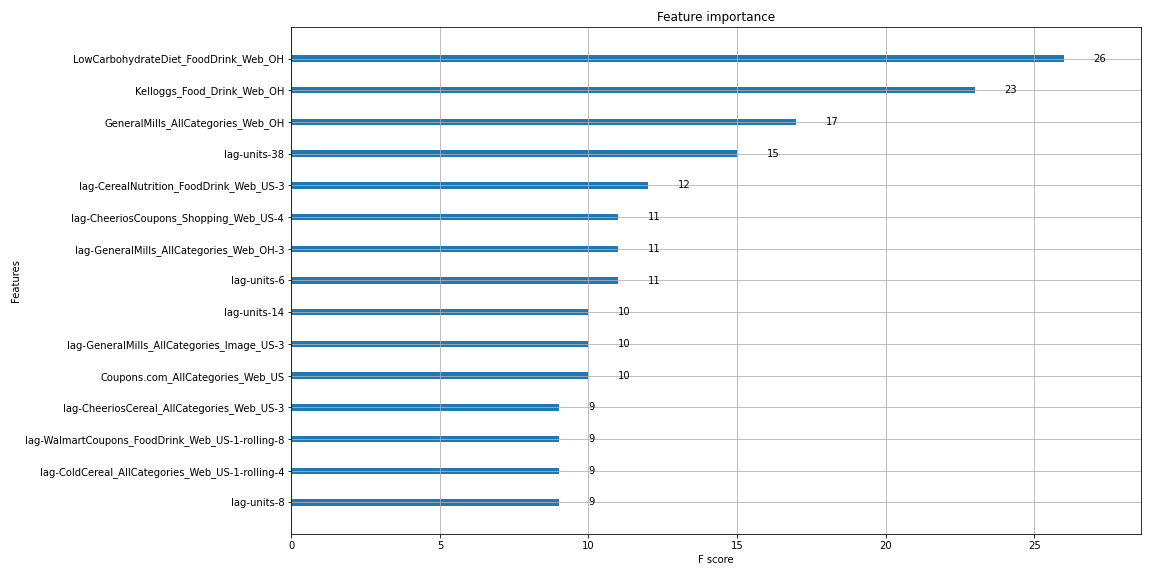 Feature importance
LowCarbohydrateDiet_FoodDrink_Web_OH 26
Kelloggs_Food_Drink_Web_OH 23
GeneralMills_AllCategories_Web_OH 17
lag-units-38 15
lag-CerealNutrition_FoodDrink_Web_US-3 12
lag-CheeriosCoupons_Shopping_Web_US-4 11
lag-GeneralMills_AllCategories_Web_OH-3 11
lag-units-6 11
lag-units-14 10
lag-GeneralMills_AllCategories_Image_US-3 10
Coupons.com_AllCategories_Web_US 10
lag-CheeriosCereal_AllCategories_Web_US-3 9
lag-WalmartCoupons_FoodDrink_Web_US-1-rolling-8 9
lag-ColdCereal_AllCategories_Web_US-1-rolling-4 9
lag-units-8 9
Features
0 5 10 15 20 25
F score